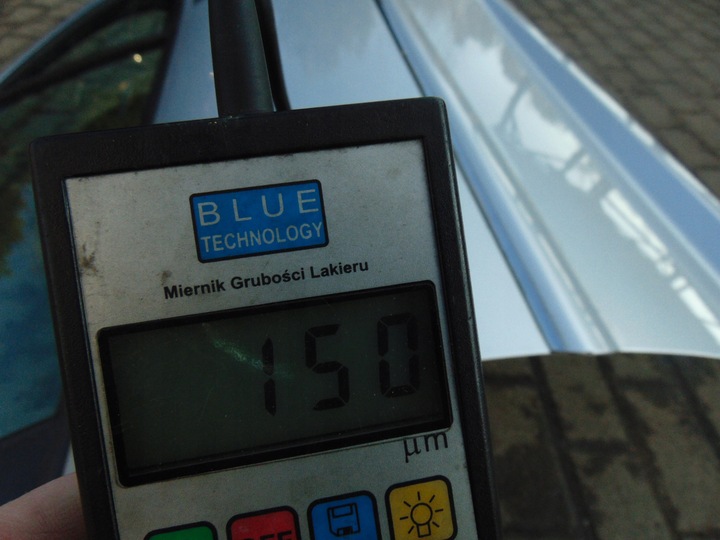 BLUE
TECHNOLOGY
Miernik Grubości Lakieru
150
μm